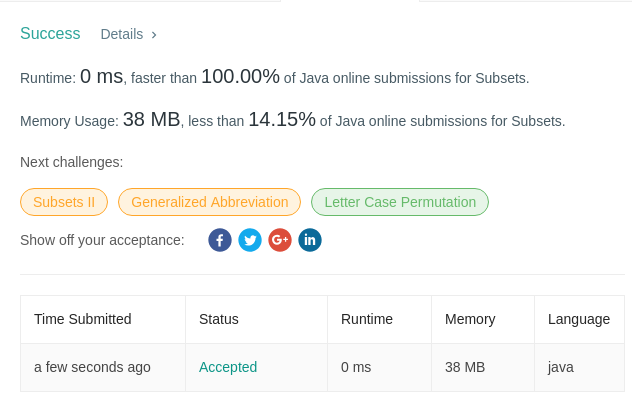 Success Details >
Runtime: 0 ms, faster than 100.00% of Java online submissions for Subsets.
Memory Usage: 38 MB, less than 14.15% of Java online submissions for Subsets.
Next challenges:
Subsets II Generalized Abbreviation Letter Case Permutation
Show off your acceptance: f G+ in
Time Submitted Status Runtime Memory Language
a few seconds ago Accepted 0 ms 38 MB java